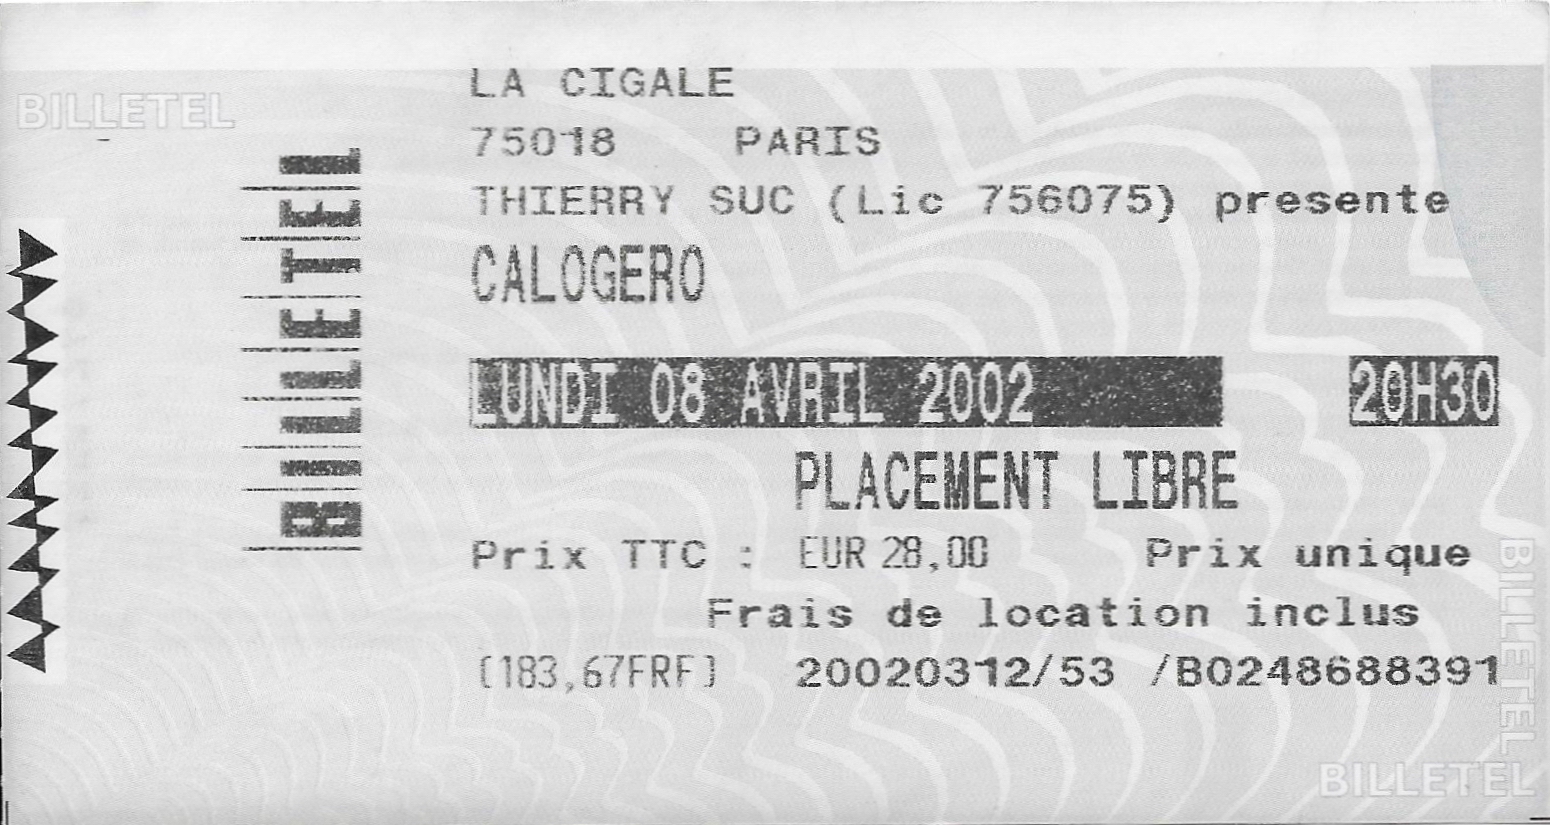 BILLETEL
BILLETEL
LA CIGALE
75018 PARIS
THIERRY SUC (Lic 756075) presente
CALOGERO
LUNDI 08 AVRIL 2002 20H30
PLACEMENT LIBRE
Prix TTC : EUR 28,00 Prix unique
Frais de location inclus
(183,67FRF) 20020312/53 /B0248688391
BILLETEL
BILLETEL